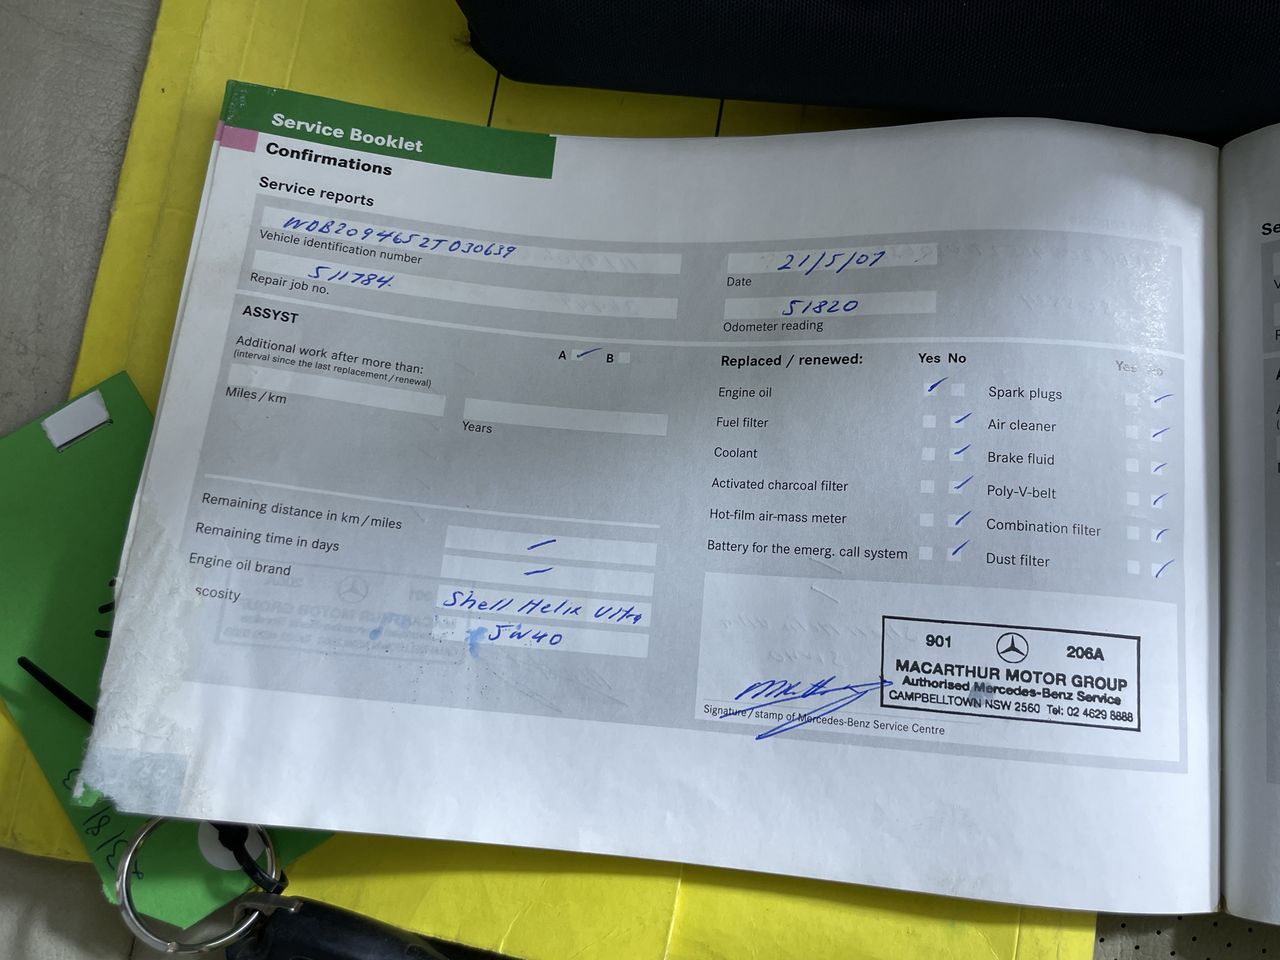 Service Booklet
Confirmations
Service reports
WDB2094652T030639
Vehicle identification number
21/5/07
Date
511784
Repair job no.
51820
Odometer reading
ASSYST
A B
Additional work after more than:
(interval since the last replacement / renewal)
Miles / km
Years
Replaced / renewed: Yes No Yes No
Engine oil Spark plugs
Fuel filter Air cleaner
Coolant Brake fluid
Activated charcoal filter Poly-V-belt
Hot-film air-mass meter Combination filter
Battery for the emerg. call system Dust filter
Remaining distance in km / miles —
Remaining time in days —
Engine oil brand Shell Helix Ultra
scosity 5W40
901 206A
MACARTHUR MOTOR GROUP
Authorised Mercedes-Benz Service
CAMPBELLTOWN NSW 2560 Tel: 02 4629 8888
Signature / stamp of Mercedes-Benz Service Centre